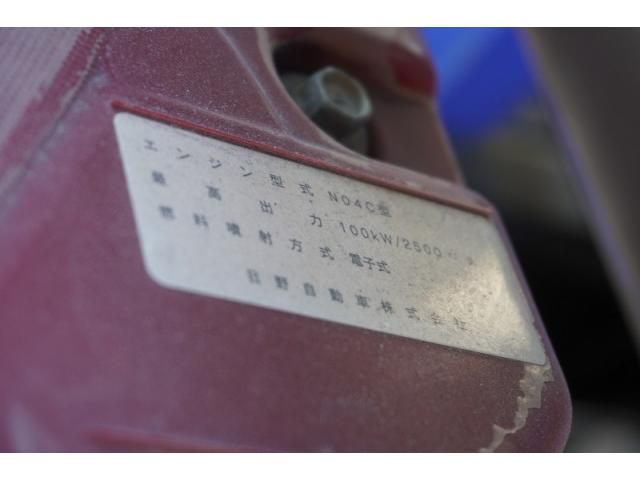 エンジン型式 N04C型
最高出力 100kW/2500
燃料噴射方式 電子式
日野自動車株式会社